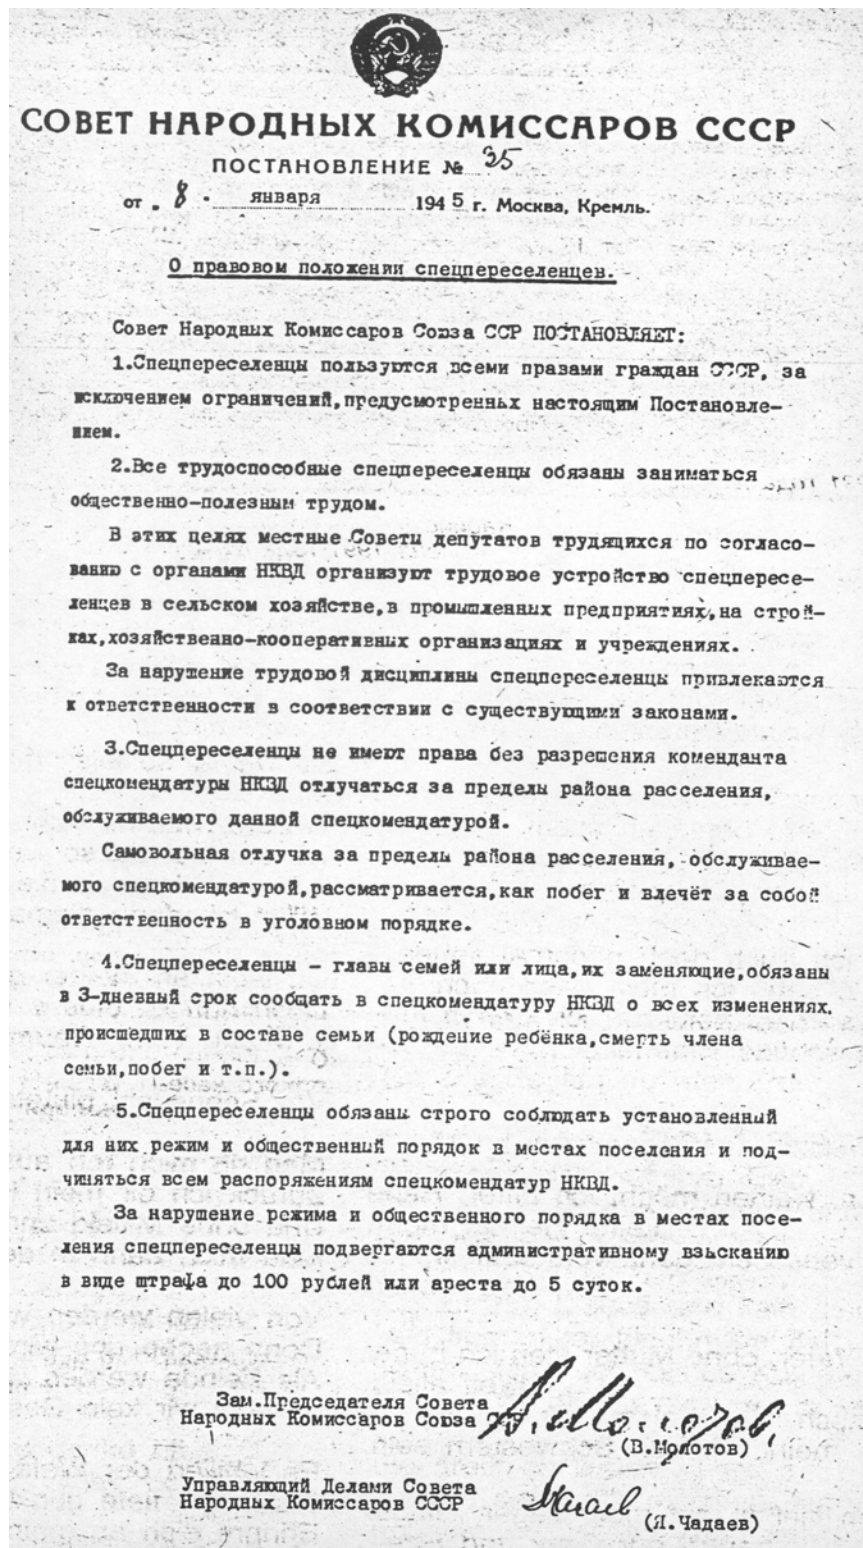 СОВЕТ НАРОДНЫХ КОМИССАРОВ СССР
ПОСТАНОВЛЕНИЕ № 35
от „ 8 " января 1945 г. Москва, Кремль.
О правовом положении спецпереселенцев.
Совет Народных Комиссаров Союза ССР ПОСТАНОВЛЯЕТ:
1.Спецпереселенцы пользуются всеми правами граждан СССР, за
исключением ограничений,предусмотренных настоящим Постановле-
нием.
2.Все трудоспособные спецпереселенцы обязаны заниматься
общественно-полезным трудом.
В этих целях местные Советы депутатов трудящихся по согласо-
ванию с органами НКВД организуют трудовое устройство спецпересе-
ленцев в сельском хозяйстве,в промышленных предприятиях,на строй-
ках,хозяйственно-кооперативных организациях и учреждениях.
За нарушение трудовой дисциплины спецпереселенцы привлекаются
к ответственности в соответствии с существующими законами.
3.Спецпереселенцы не имеют права без разрешения коменданта
спецкомендатуры НКВД отлучаться за пределы района расселения,
обслуживаемого данной спецкомендатурой.
Самовольная отлучка за пределы района расселения, обслуживае-
мого спецкомендатурой,рассматривается,как побег и влечёт за собой
ответственность в уголовном порядке.
4.Спецпереселенцы – главы семей или лица,их заменяющие,обязаны
в 3-дневный срок сообщать в спецкомендатуру НКВД о всех изменениях,
происшедших в составе семьи (рождение ребёнка,смерть члена
семьи,побег и т.п.).
5.Спецпереселенцы обязаны строго соблюдать установленный
для них режим и общественный порядок в местах поселения и под-
чиняться всем распоряжениям спецкомендатур НКВД.
За нарушение режима и общественного порядка в местах посе-
ления спецпереселенцы подвергаются административному взысканию
в виде штрафа до 100 рублей или ареста до 5 суток.
Зам.Председателя Совета
Народных Комиссаров Союза ССР В.Молотов
(В.Молотов)
Управляющий Делами Совета
Народных Комиссаров СССР
(Я.Чадаев)